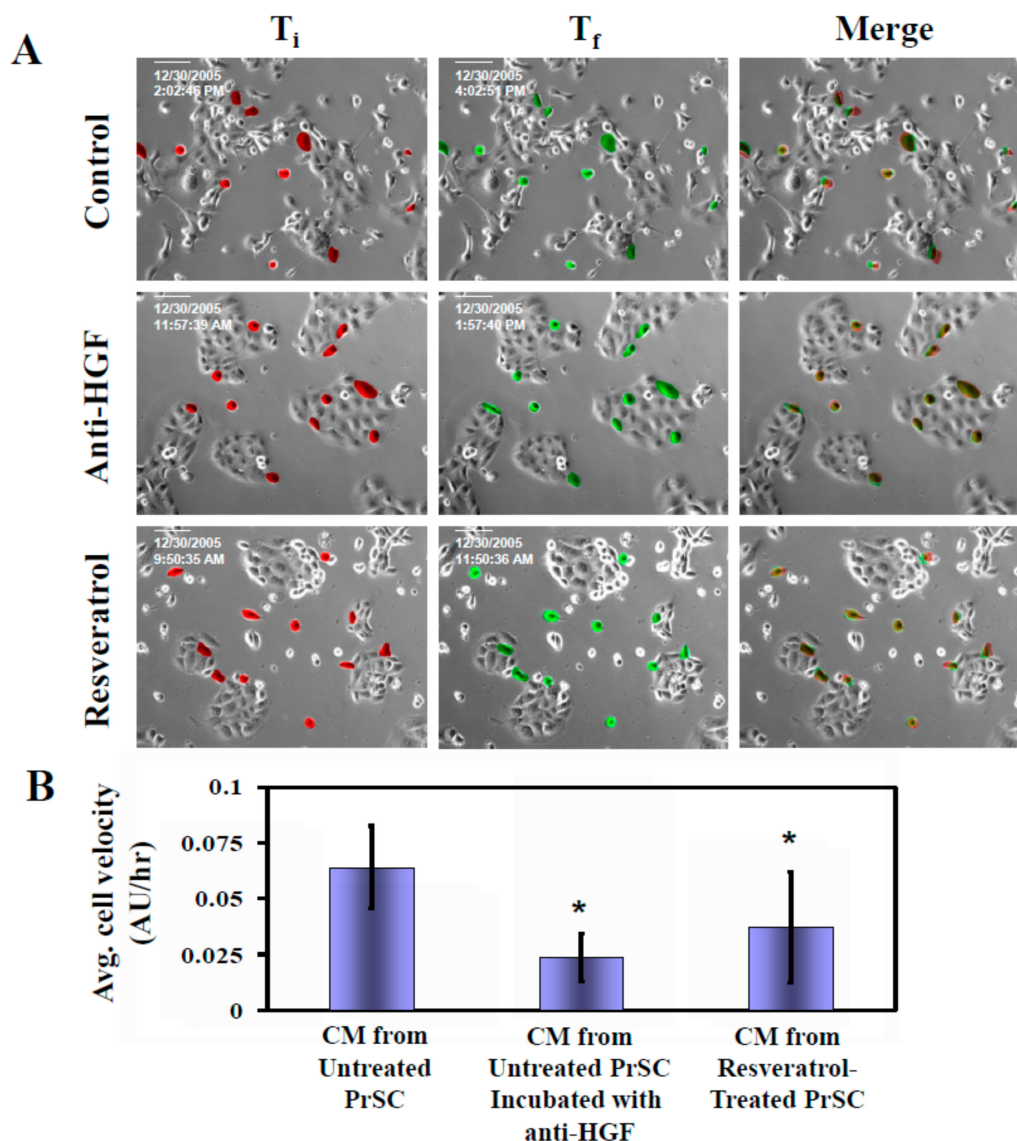 A
T_i
T_f
Merge
Control
12/30/2005
2:02:46 PM
12/30/2005
4:02:51 PM
Anti-HGF
12/30/2005
11:57:39 AM
12/30/2005
1:57:40 PM
Resveratrol
12/30/2005
9:50:35 AM
12/30/2005
11:50:36 AM
B
Avg. cell velocity
(AU/hr)
0.1
0.075
0.05
0.025
0
*
*
CM from
Untreated
PrSC
CM from
Untreated PrSC
Incubated with
anti-HGF
CM from
Resveratrol-
Treated PrSC